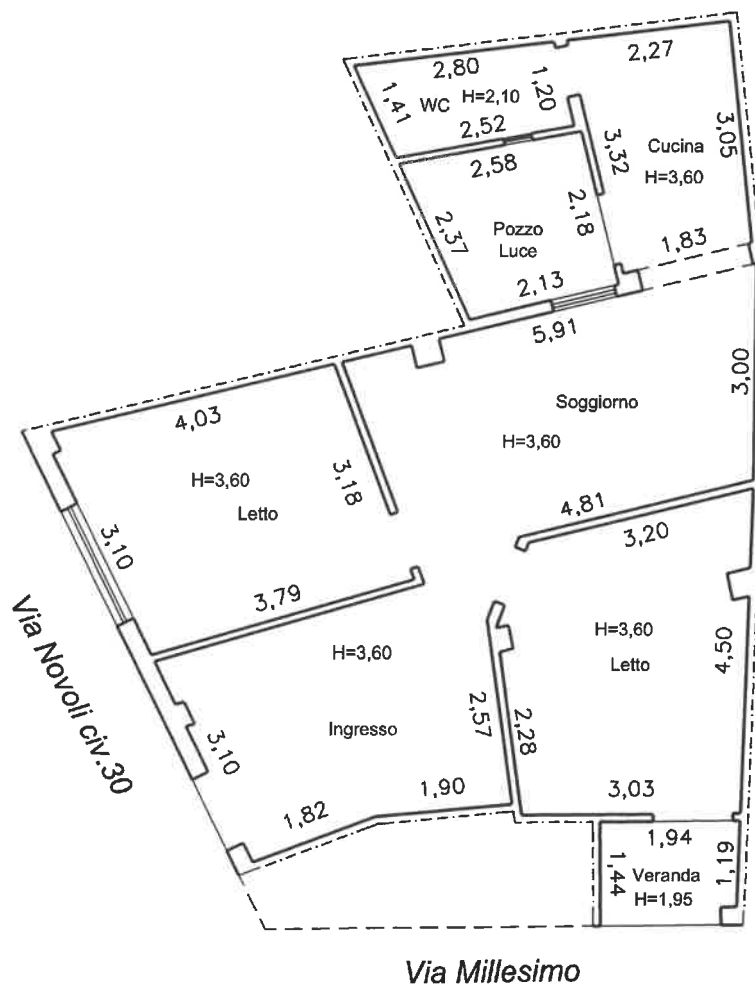 2,80
2,27
1,41
WC H=2,10
1,20
2,52
3,32
Cucina
H=3,60
3,05
2,58
2,37
Pozzo
Luce
2,18
2,13
1,83
5,91
3,00
4,03
Soggiorno
H=3,60
H=3,60
Letto
3,18
4,81
3,20
3,10
3,79
H=3,60
Letto
4,50
Via Novoli civ.30
H=3,60
Ingresso
2,57
2,28
3,10
1,82
1,90
3,03
1,94
1,44
Veranda
H=1,95
1,19
Via Millesimo